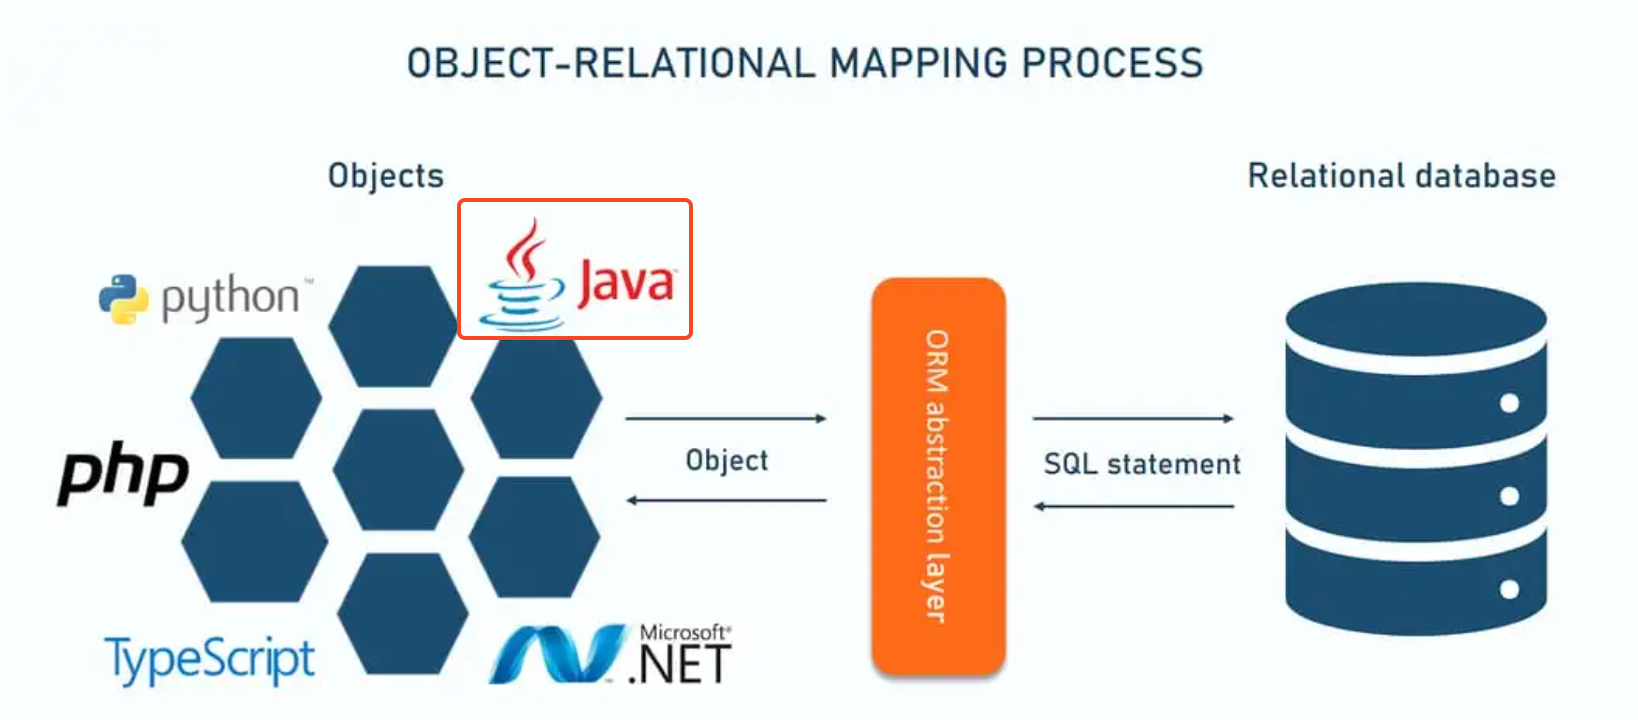 OBJECT-RELATIONAL MAPPING PROCESS
Objects
Relational database
Java
python™
php
TypeScript
Microsoft®
.NET
Object
ORM abstraction layer
SQL statement